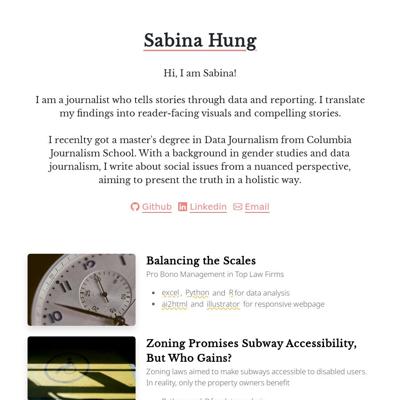 Sabina Hung
Hi, I am Sabina!
I am a journalist who tells stories through data and reporting. I translate
my findings into reader-facing visuals and compelling stories.
I recenlty got a master's degree in Data Journalism from Columbia
Journalism School. With a background in gender studies and data
journalism, I write about social issues from a nuanced perspective,
aiming to present the truth in a holistic way.
Github Linkedin Email
Balancing the Scales
Pro Bono Management in Top Law Firms
excel, Python and R for data analysis
ai2html and illustrator for responsive webpage
Zoning Promises Subway Accessibility,
But Who Gains?
Zoning laws aimed to make subways accessible to disabled users.
In reality, only the property owners benefit